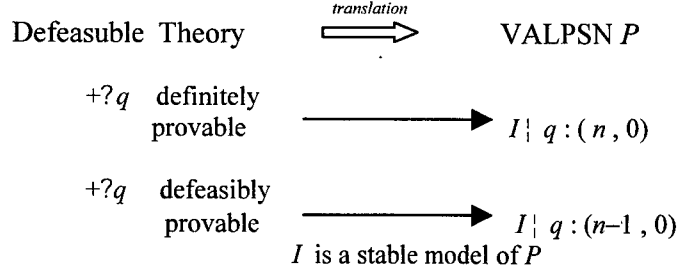 translation
Defeasuble Theory VALPSN P
+?q definitely provable I¦ q : ( n , 0)
+?q defeasibly provable I¦ q : (n–1 , 0)
I is a stable model of P